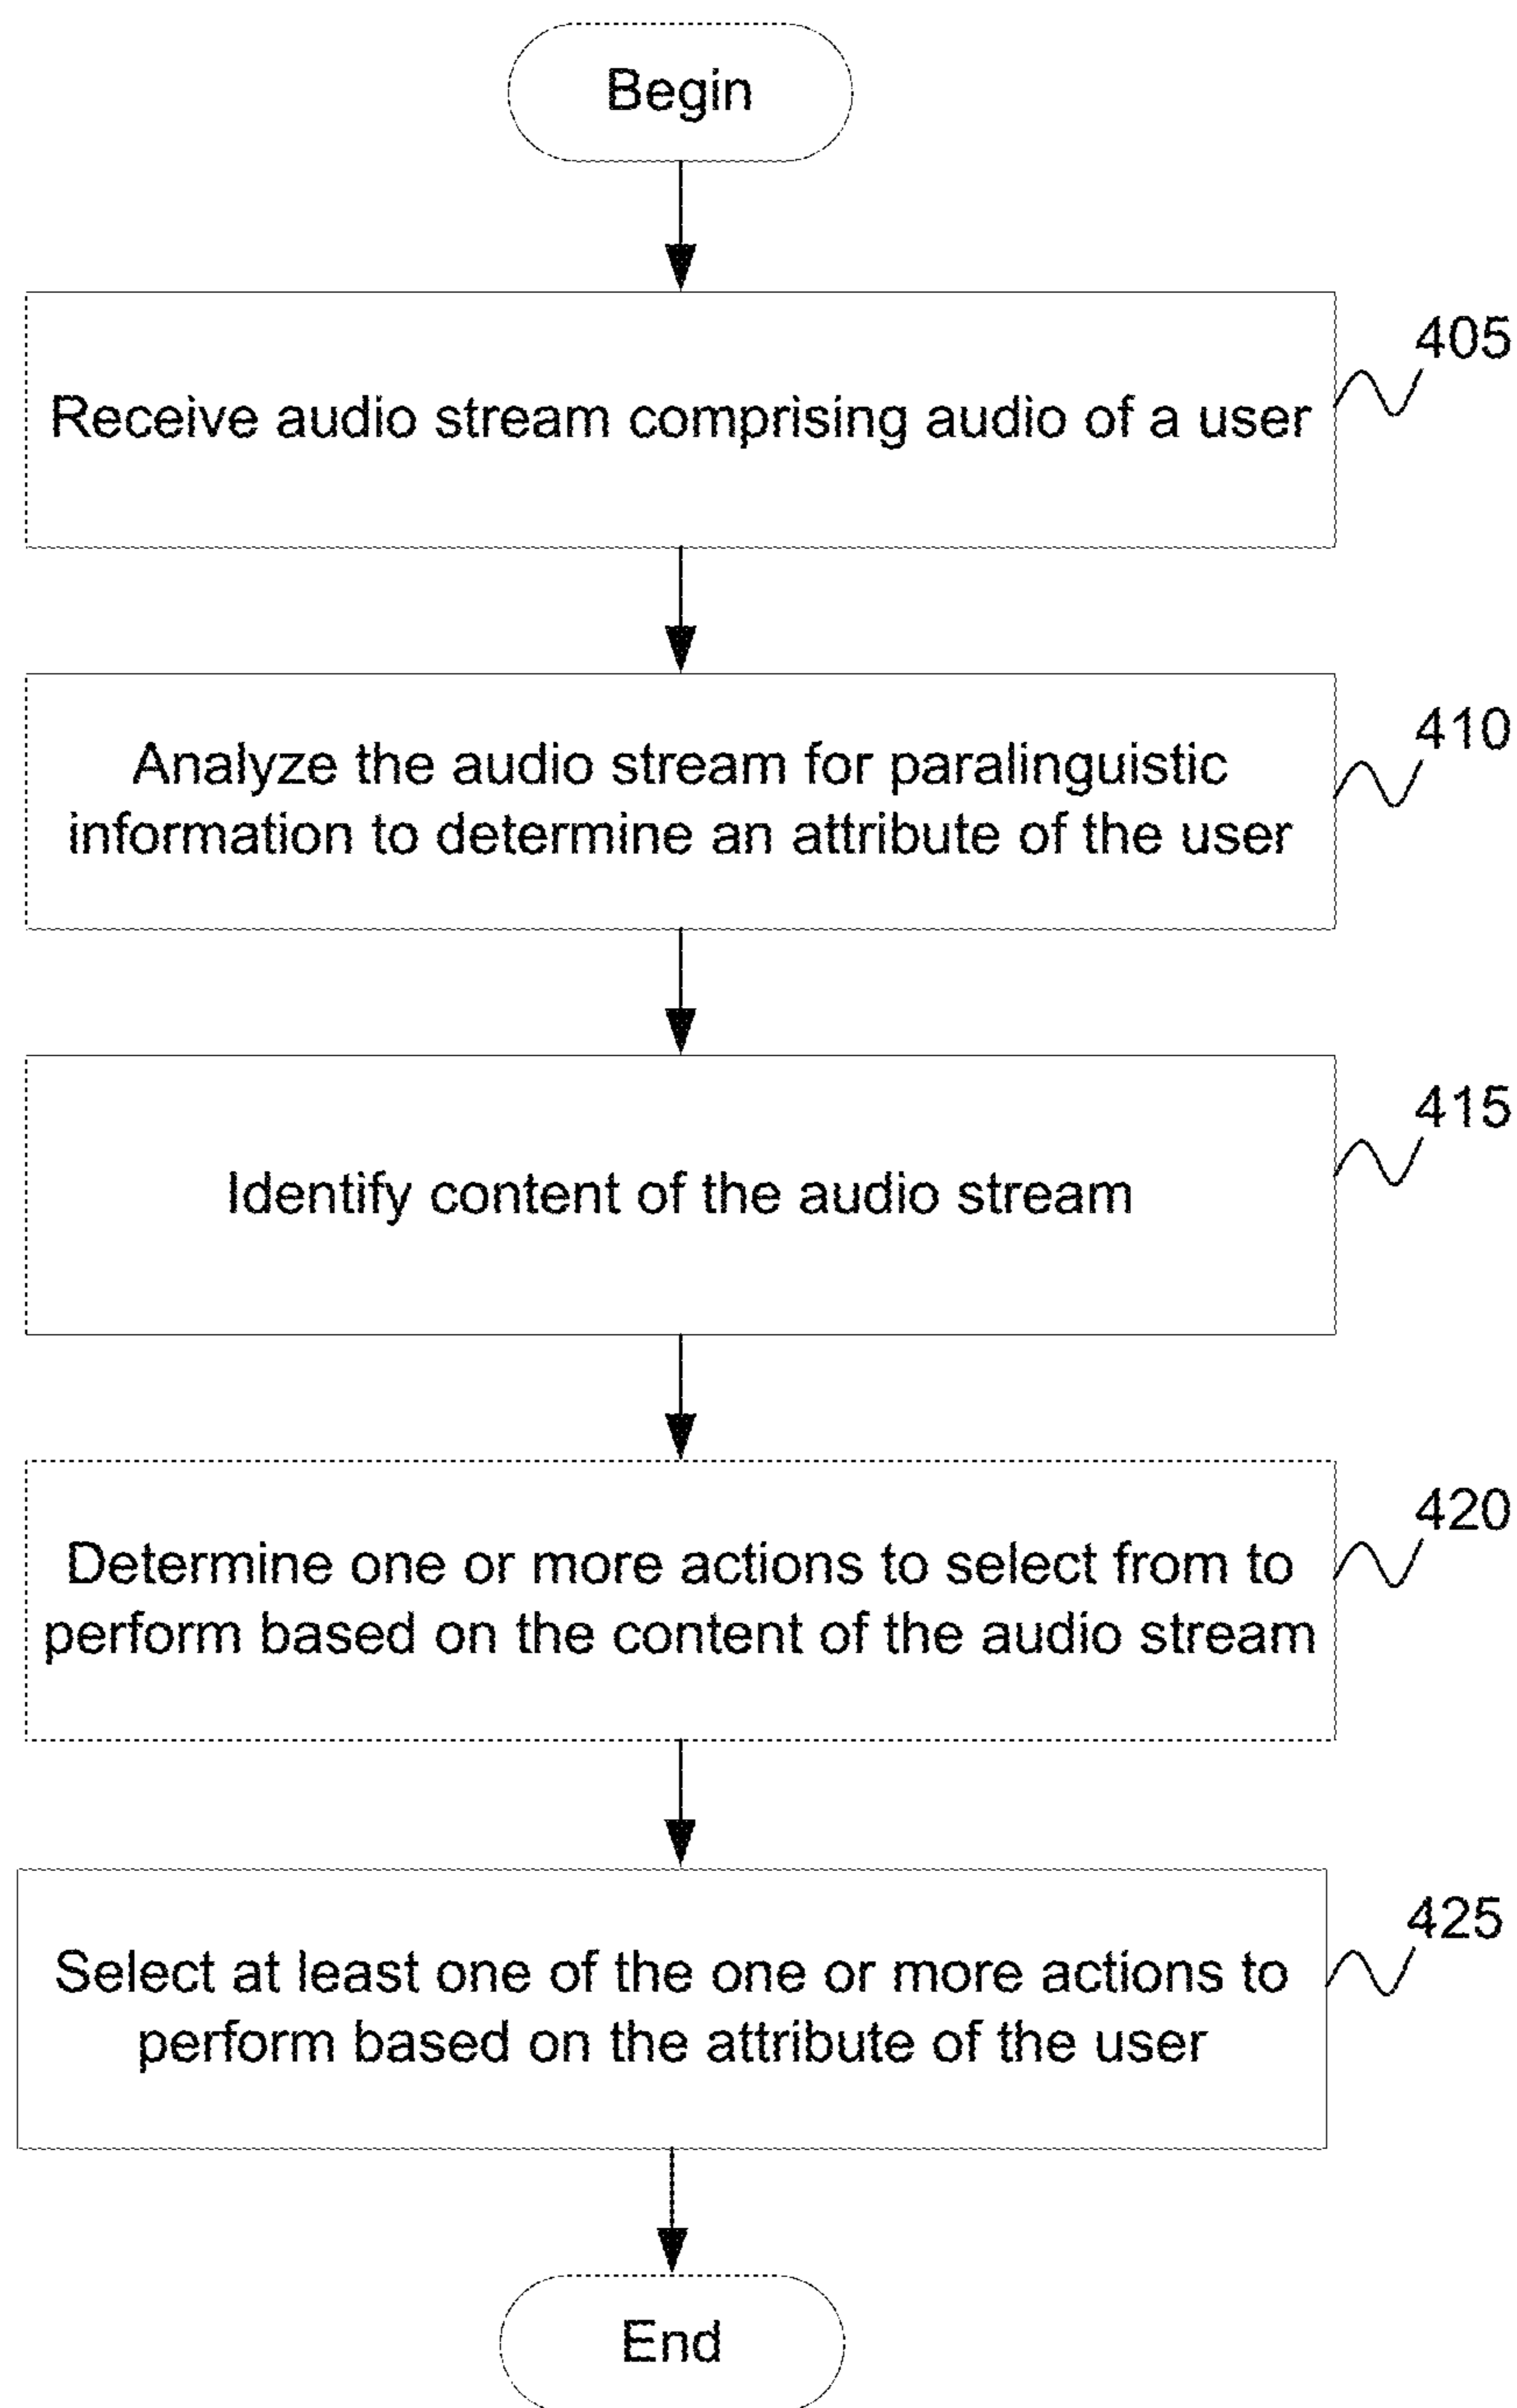 Begin
405
Receive audio stream comprising audio of a user
410
Analyze the audio stream for paralinguistic
information to determine an attribute of the user
415
Identify content of the audio stream
420
Determine one or more actions to select from to
perform based on the content of the audio stream
425
Select at least one of the one or more actions to
perform based on the attribute of the user
End